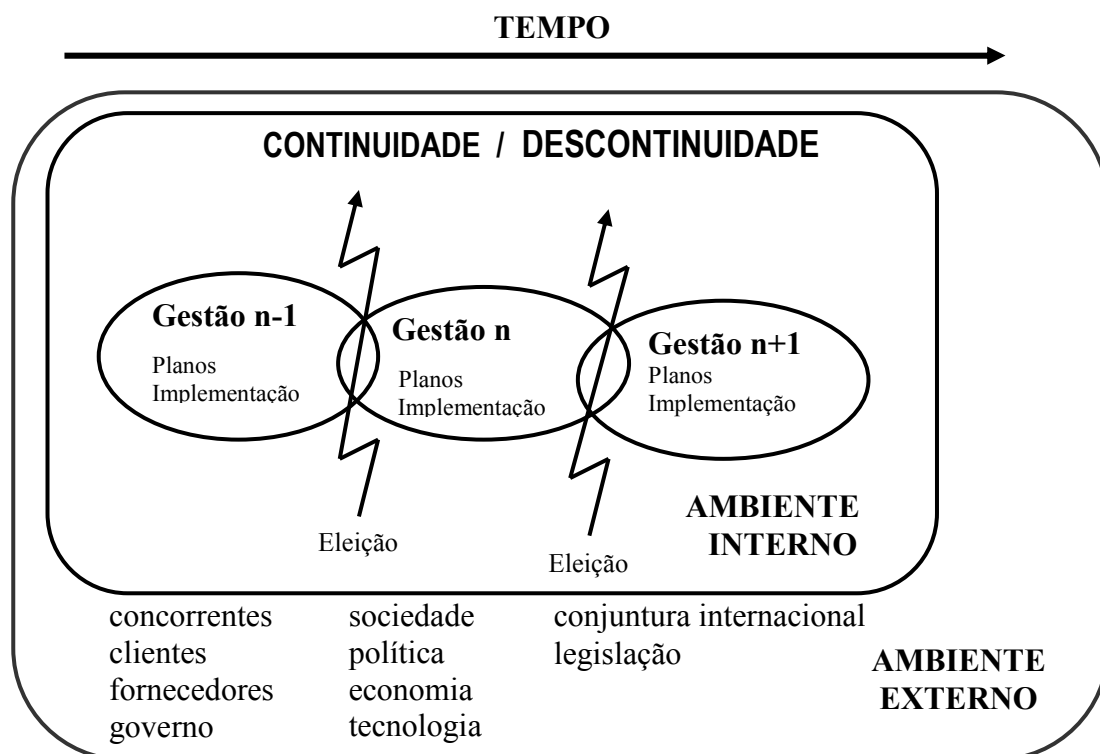 TEMPO
CONTINUIDADE / DESCONTINUIDADE
Gestão n-1
Planos
Implementação
Gestão n
Planos
Implementação
Gestão n+1
Planos
Implementação
Eleição
Eleição
AMBIENTE
INTERNO
concorrentes
clientes
fornecedores
governo
sociedade
política
economia
tecnologia
conjuntura internacional
legislação
AMBIENTE
EXTERNO